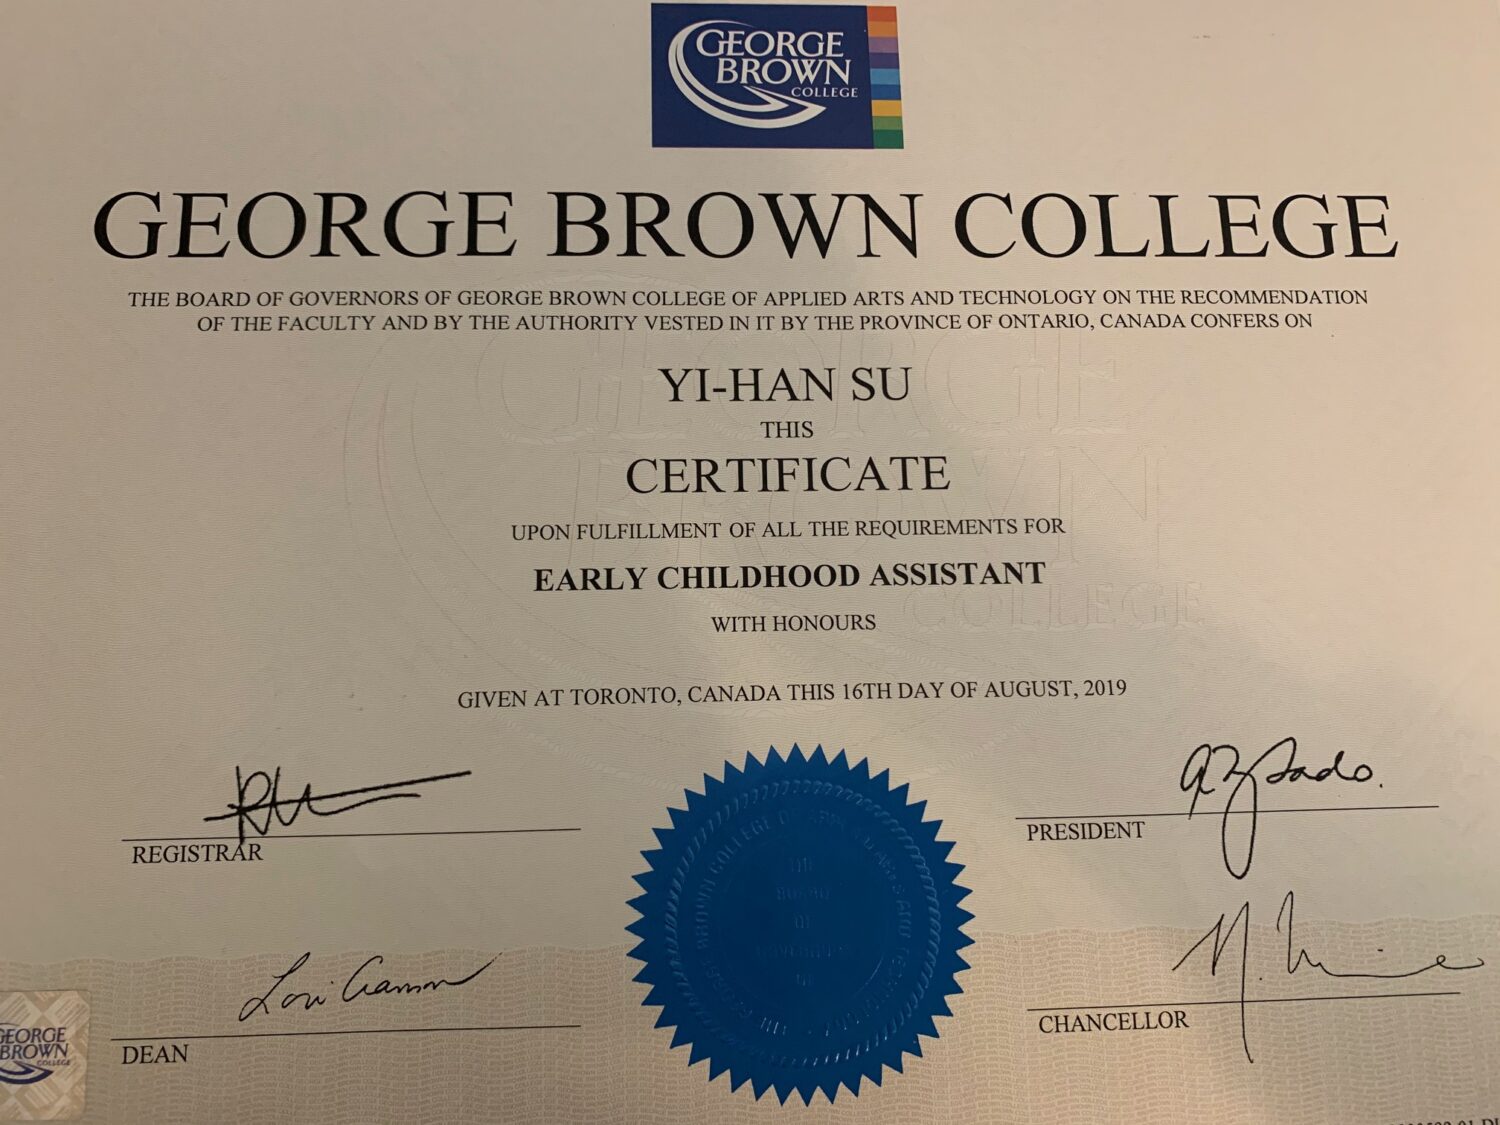 GEORGE
BROWN
COLLEGE
GEORGE BROWN COLLEGE
THE BOARD OF GOVERNORS OF GEORGE BROWN COLLEGE OF APPLIED ARTS AND TECHNOLOGY ON THE RECOMMENDATION
OF THE FACULTY AND BY THE AUTHORITY VESTED IN IT BY THE PROVINCE OF ONTARIO, CANADA CONFERS ON
YI-HAN SU
THIS
CERTIFICATE
UPON FULFILLMENT OF ALL THE REQUIREMENTS FOR
EARLY CHILDHOOD ASSISTANT
WITH HONOURS
GIVEN AT TORONTO, CANADA THIS 16TH DAY OF AUGUST, 2019
REGISTRAR
PRESIDENT
DEAN
CHANCELLOR
GEORGE
BROWN
COLLEGE